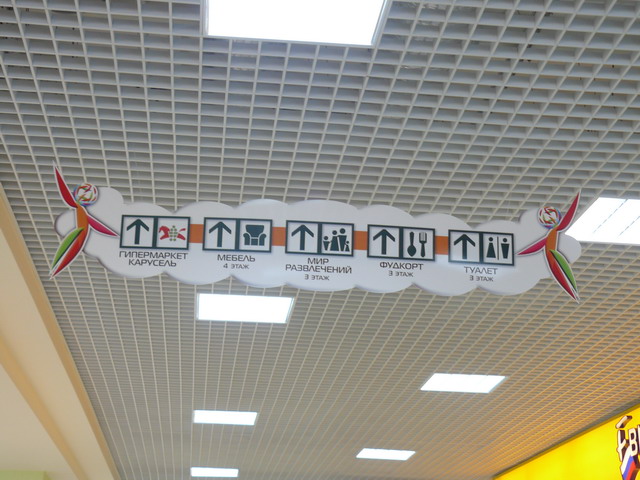 ГИПЕРМАРКЕТ
КАРУСЕЛЬ
МЕБЕЛЬ
4 ЭТАЖ
МИР
РАЗВЛЕЧЕНИЙ
3 ЭТАЖ
ФУДКОРТ
3 ЭТАЖ
ТУАЛЕТ
3 ЭТАЖ